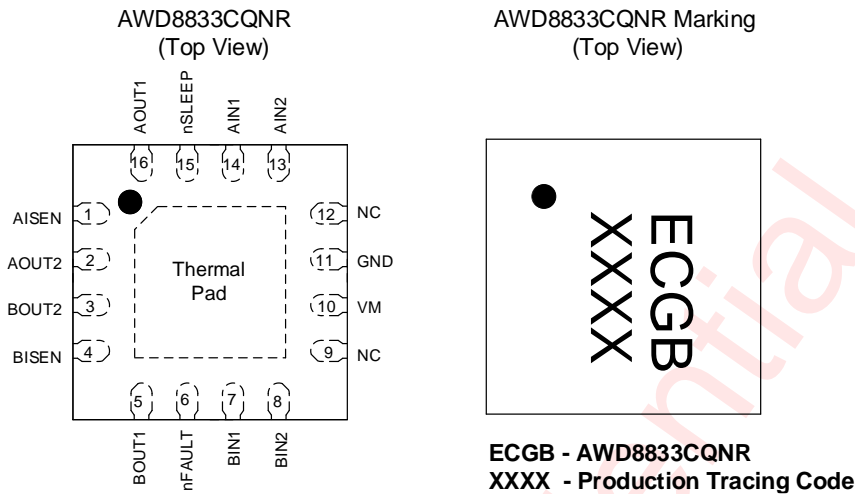 AWD8833CQNR
(Top View)
AOUT1
nSLEEP
AIN1
AIN2
16
15
14
13
AISEN 1
AOUT2 2
BOUT2 3
BISEN 4
Thermal
Pad
12 NC
11 GND
10 VM
9 NC
5
6
7
8
BOUT1
nFAULT
BIN1
BIN2
AWD8833CQNR Marking
(Top View)
ECGB
XXXX
ECGB - AWD8833CQNR
XXXX - Production Tracing Code
ential